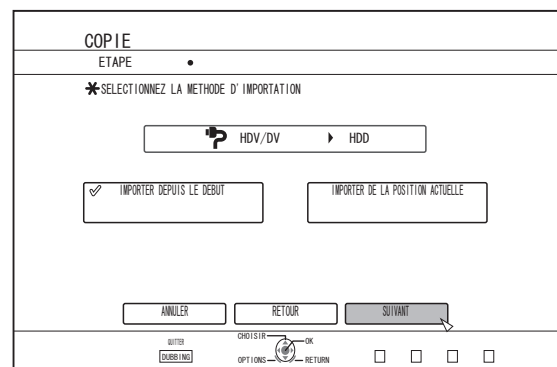 COPIE
ETAPE
SELECTIONNEZ LA METHODE D'IMPORTATION
HDV/DV HDD
IMPORTER DEPUIS LE DEBUT
IMPORTER DE LA POSITION ACTUELLE
ANNULER RETOUR SUIVANT
QUITTER
DUBBING
CHOISIR OK
OPTIONS RETURN